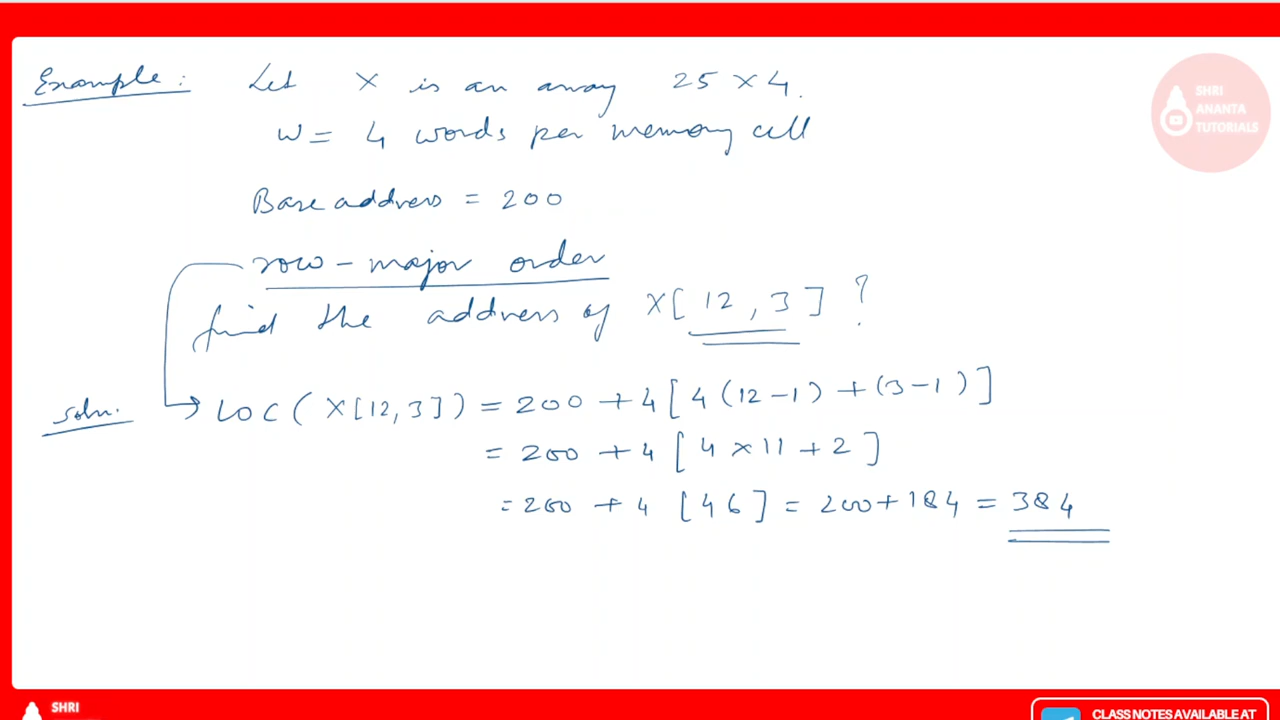 Example: Let X is an array 25 × 4.
SHRI
ANANTA
TUTORIALS
W = 4 words per memory cell
Base address = 200
row-major order
find the address of X[12, 3] ?
Soln. LOC(X[12, 3]) = 200 + 4[4(12-1) + (3-1)]
= 200 + 4[4 × 11 + 2]
= 200 + 4 [46] = 200 + 184 = 384
SHRI
CLASS NOTES AVAILABLE AT